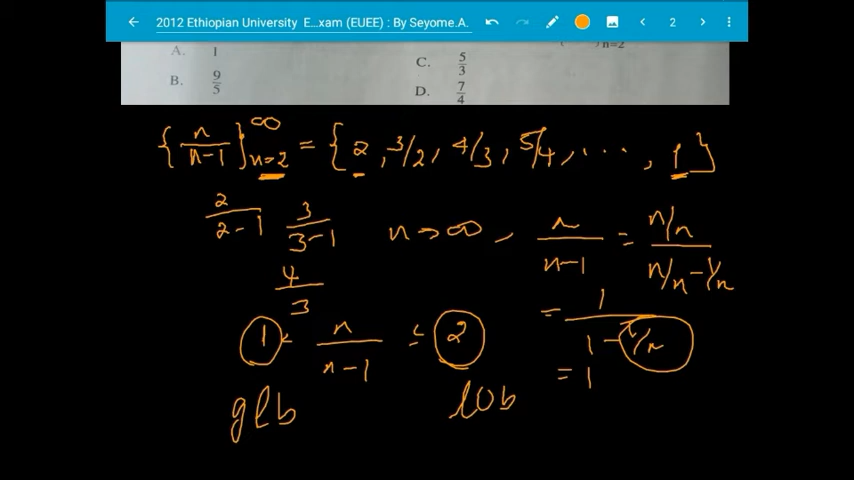 2012 Ethiopian University E...xam (EUEE) : By Seyome.A.
2
A. 1
C. 5/3
n=2
B. 9/5
D. 7/4
{n/n-1}^∞ n=2 = {2, 3/2, 4/3, 5/4, ..., 1}
2/2-1 3/3-1 n→∞, n/n-1 = n/n / n/n-1/n
4/3
= 1/1-1/n
1 < n/n-1 ≤ 2
= 1
glb lub